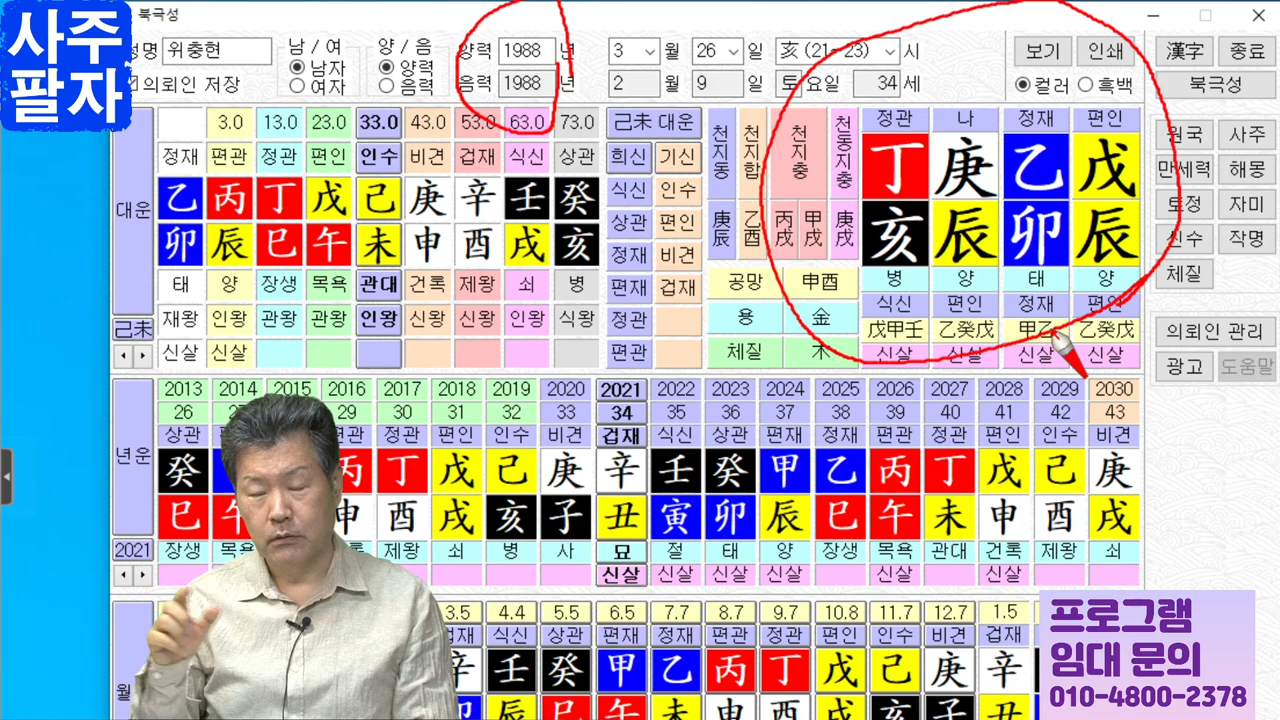 사주
팔자
북극성
성명 위충현 남 / 여 양 / 음 양력 1988 년 3 월 26 일 亥 (21~ 23) 시 보기 인쇄 漢字 종료
의뢰인 저장 남자 여자 양력 음력 음력 1988 년 2 월 9 일 토 요일 34 세 컬러 흑백 북극성
대운 3.0 13.0 23.0 33.0 43.0 53.0 63.0 73.0
정재 편관 정관 편인 인수 비견 겁재 식신 상관
乙 丙 丁 戊 己 庚 辛 壬 癸
卯 辰 巳 午 未 申 酉 戌 亥
태 양 장생 목욕 관대 건록 제왕 쇠 병
己未 재왕 인왕 관왕 관왕 인왕 신왕 신왕 인왕 식왕
신살 신살
己未 대운
희신 기신
식신 인수
상관 편인
정재 비견
편재 겁재
정관
편관
천지동 천지합 천지충 천동지충
庚辰 乙酉 丙戌 甲戌 庚戌
공망 申酉
용 金
체질 木
정관 나 정재 편인
丁 庚 乙 戊
亥 辰 卯 辰
병 양 태 양
식신 편인 정재 편인
戊甲壬 乙癸戊 甲乙 乙癸戊
신살 신살 신살 신살
원국 사주
만세력 해몽
토정 자미
신수 작명
체질
의뢰인 관리
광고 도움말
년운 2013 2014 2015 2016 2017 2018 2019 2020 2021 2022 2023 2024 2025 2026 2027 2028 2029 2030
26 29 30 31 32 33 34 35 36 37 38 39 40 41 42 43
상관 편관 정관 편인 인수 비견 겁재 식신 상관 편재 정재 편관 정관 편인 인수 비견
癸 丙 丁 戊 己 庚 辛 壬 癸 甲 乙 丙 丁 戊 己 庚
巳 午 申 酉 戌 亥 子 丑 寅 卯 辰 巳 午 未 申 酉 戌
2021 장생 목욕 제왕 쇠 병 사 묘 절 태 양 장생 목욕 관대 건록 제왕 쇠
신살 신살 신살 신살 신살 신살
월 3.5 4.4 5.5 6.5 7.7 8.7 9.7 10.8 11.7 12.7 1.5
겁재 식신 상관 편재 정재 편관 정관 편인 인수 비견 겁재
辛 壬 癸 甲 乙 丙 丁 戊 己 庚 辛
卯 辰 巳 午 未 申 酉 戌 亥 子 丑
프로그램
임대 문의
010-4800-2378